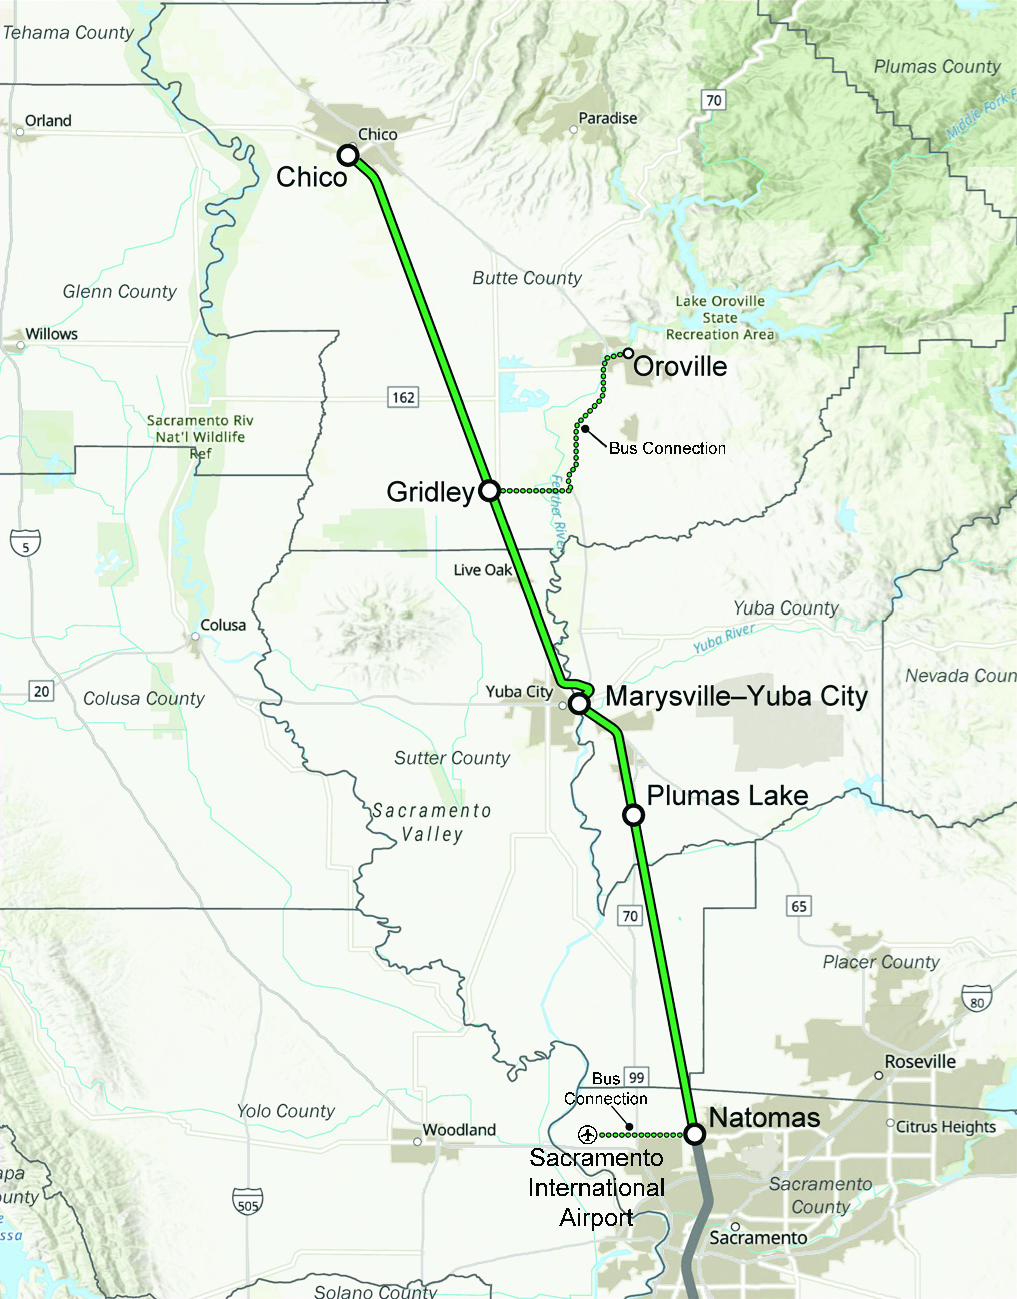 Tehama County
Plumas County
70
Middle Fork F
Orland
Paradise
Chico
Chico
Butte County
Glenn County
Lake Oroville
State
Recreation Area
Willows
Oroville
162
Sacramento Riv
Nat'l Wildlife
Ref
Bus Connection
Gridley
Feather River
5
Live Oak
Yuba County
Colusa
Yuba River
20
Colusa County
Yuba City
Marysville–Yuba City
Nevada Coun
Sutter County
Plumas Lake
Sacramento
Valley
70
65
Placer County
80
Bus
Connection
99
Roseville
Yolo County
Woodland
Natomas
Citrus Heights
Sacramento
International
Airport
apa
ounty
505
Sacramento
County
Sacramento
ssa
Solano County